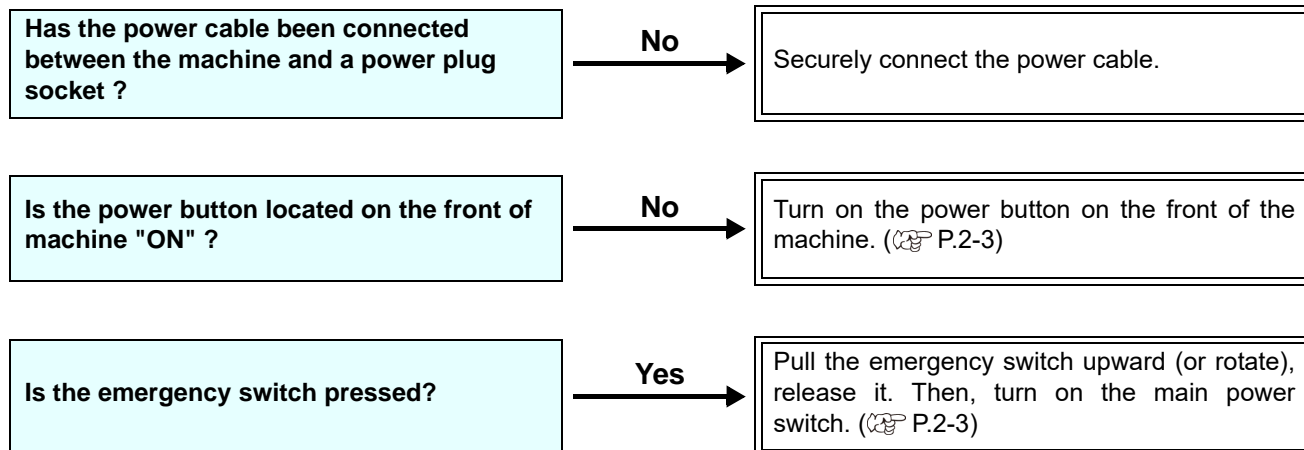 Has the power cable been connected
between the machine and a power plug
socket ?
No
Securely connect the power cable.
Is the power button located on the front of
machine "ON" ?
No
Turn on the power button on the front of the
machine. (☞ P.2-3)
Is the emergency switch pressed?
Yes
Pull the emergency switch upward (or rotate),
release it. Then, turn on the main power
switch. (☞ P.2-3)